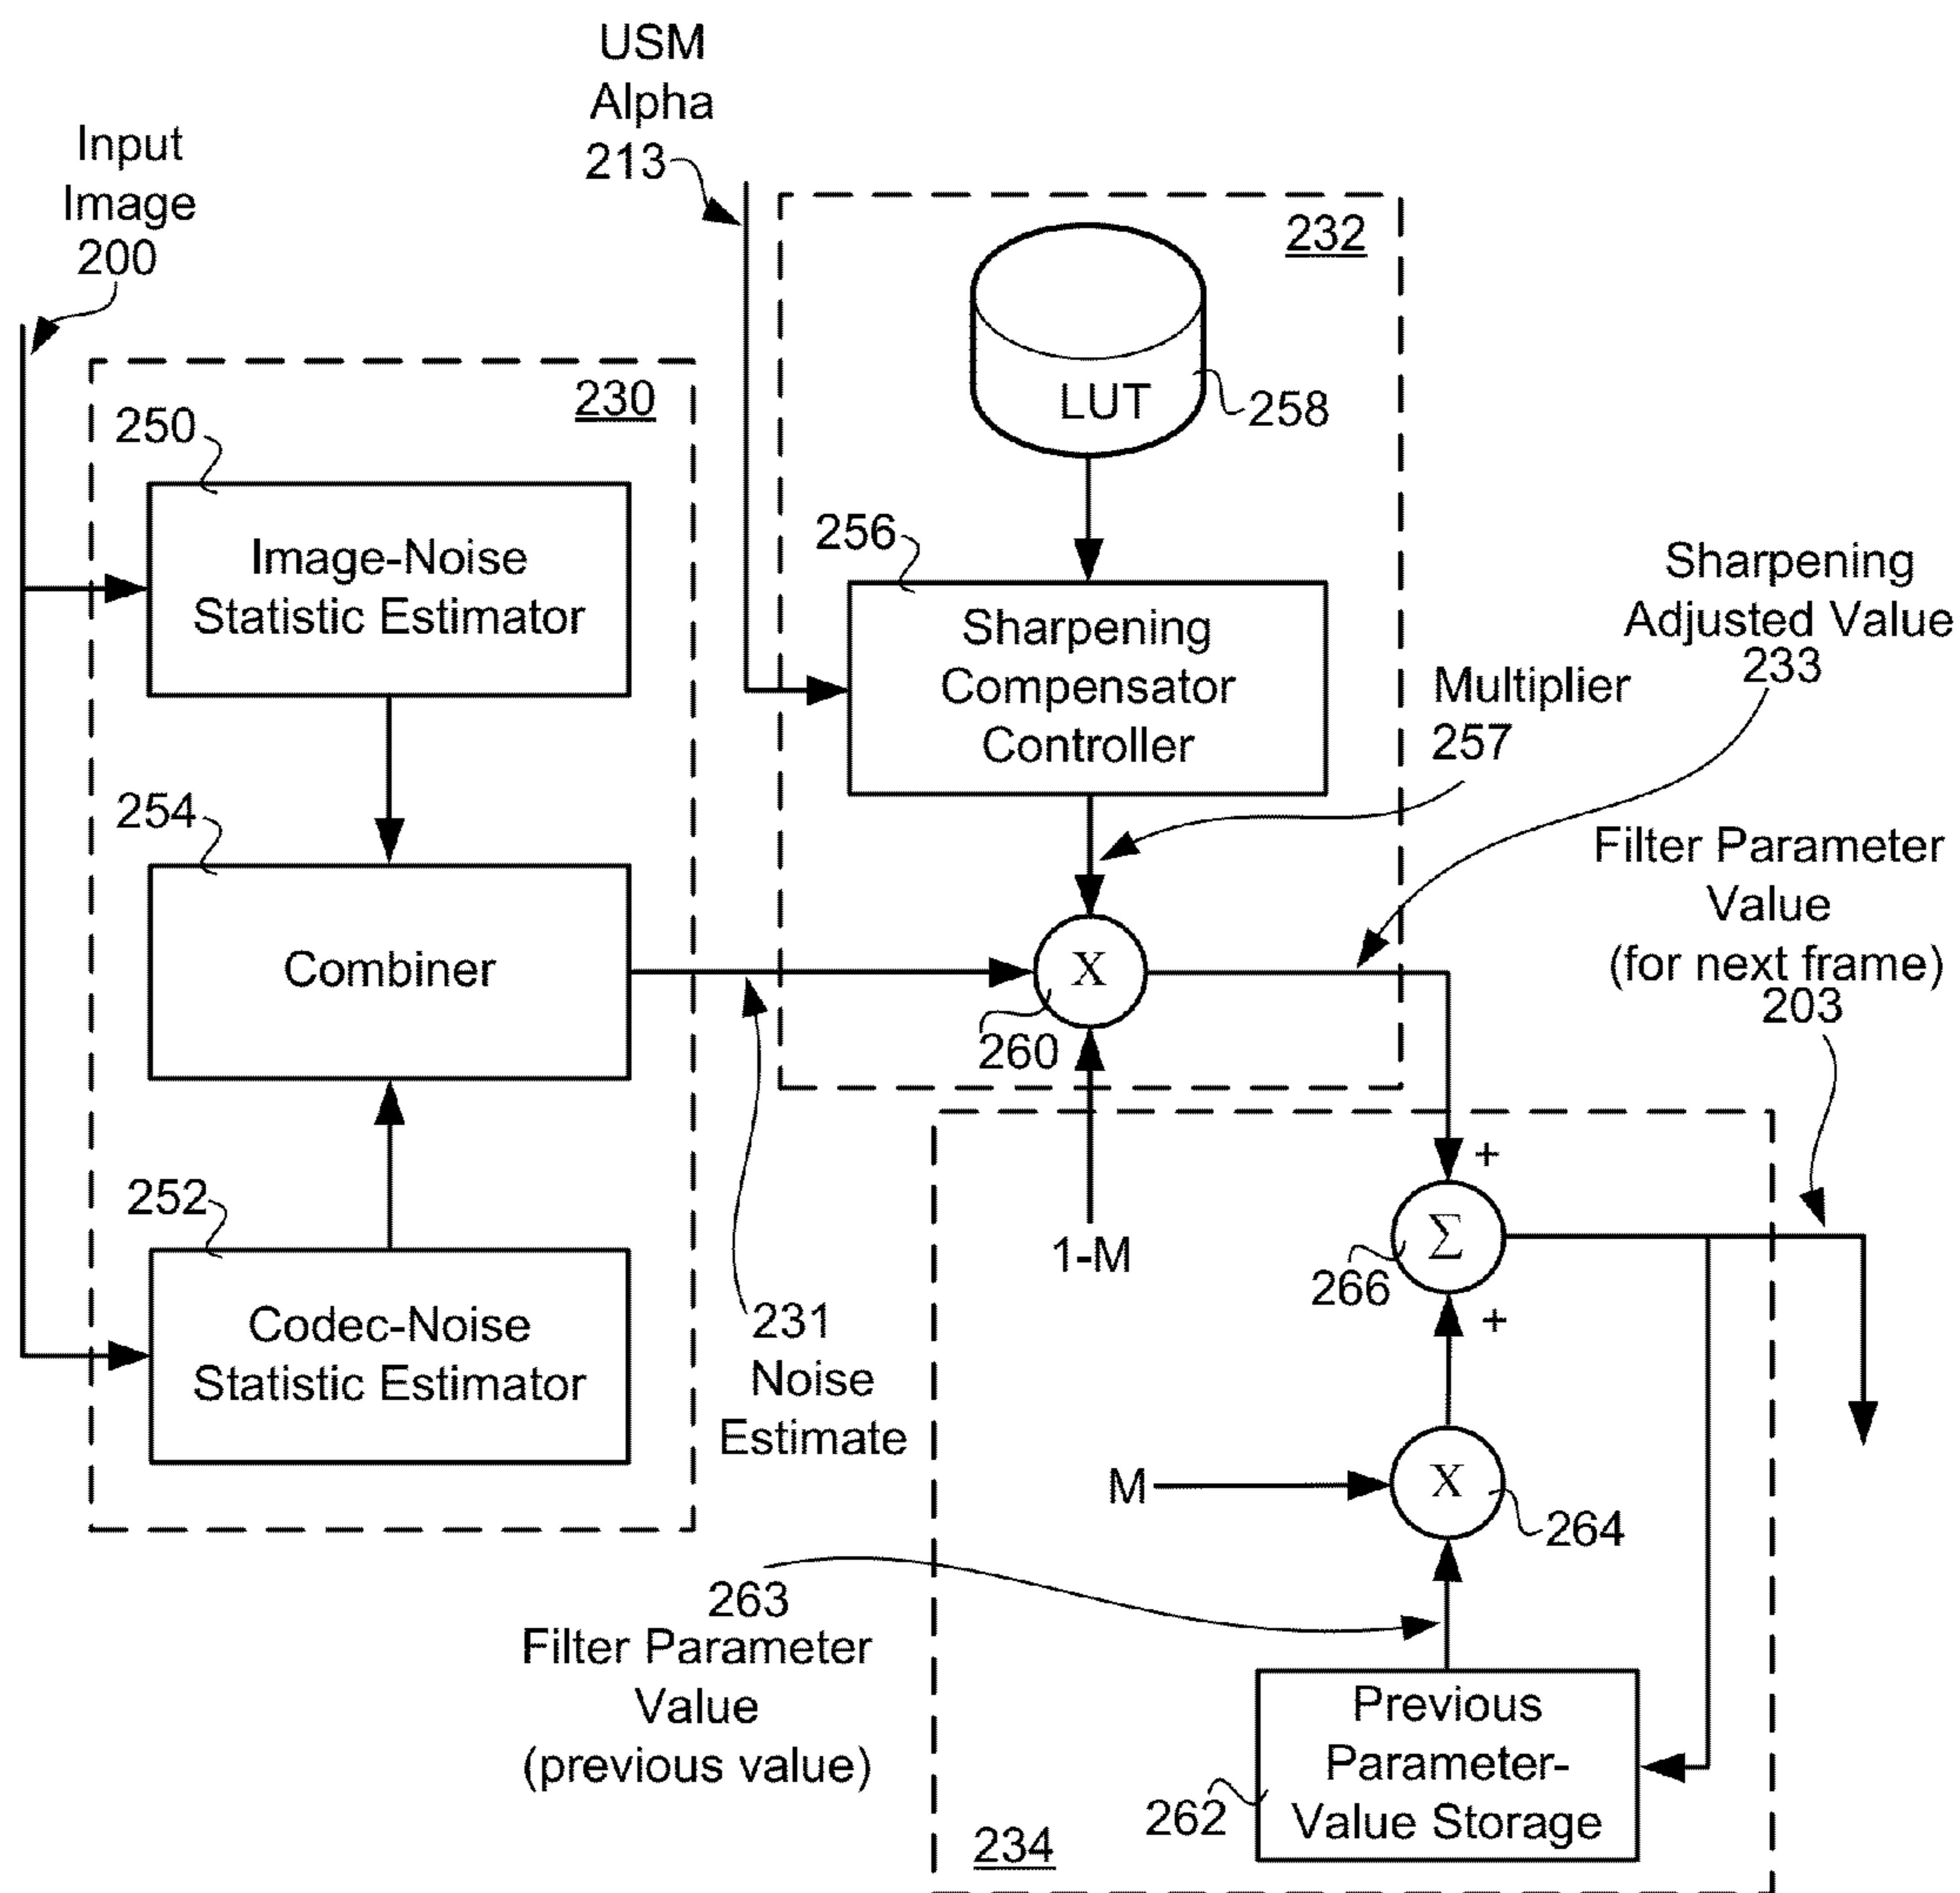 USM
Alpha
213
Input
Image
200
232
LUT
258
230
250
Image-Noise
Statistic Estimator
256
Sharpening
Compensator
Controller
Sharpening
Adjusted Value
233
Multiplier
257
254
Combiner
X
260
Filter Parameter
Value
(for next frame)
203
252
Codec-Noise
Statistic Estimator
231
Noise
Estimate
1-M
+
Σ
266
+
M
X
264
263
Filter Parameter
Value
(previous value)
Previous
Parameter-
Value Storage
262
234